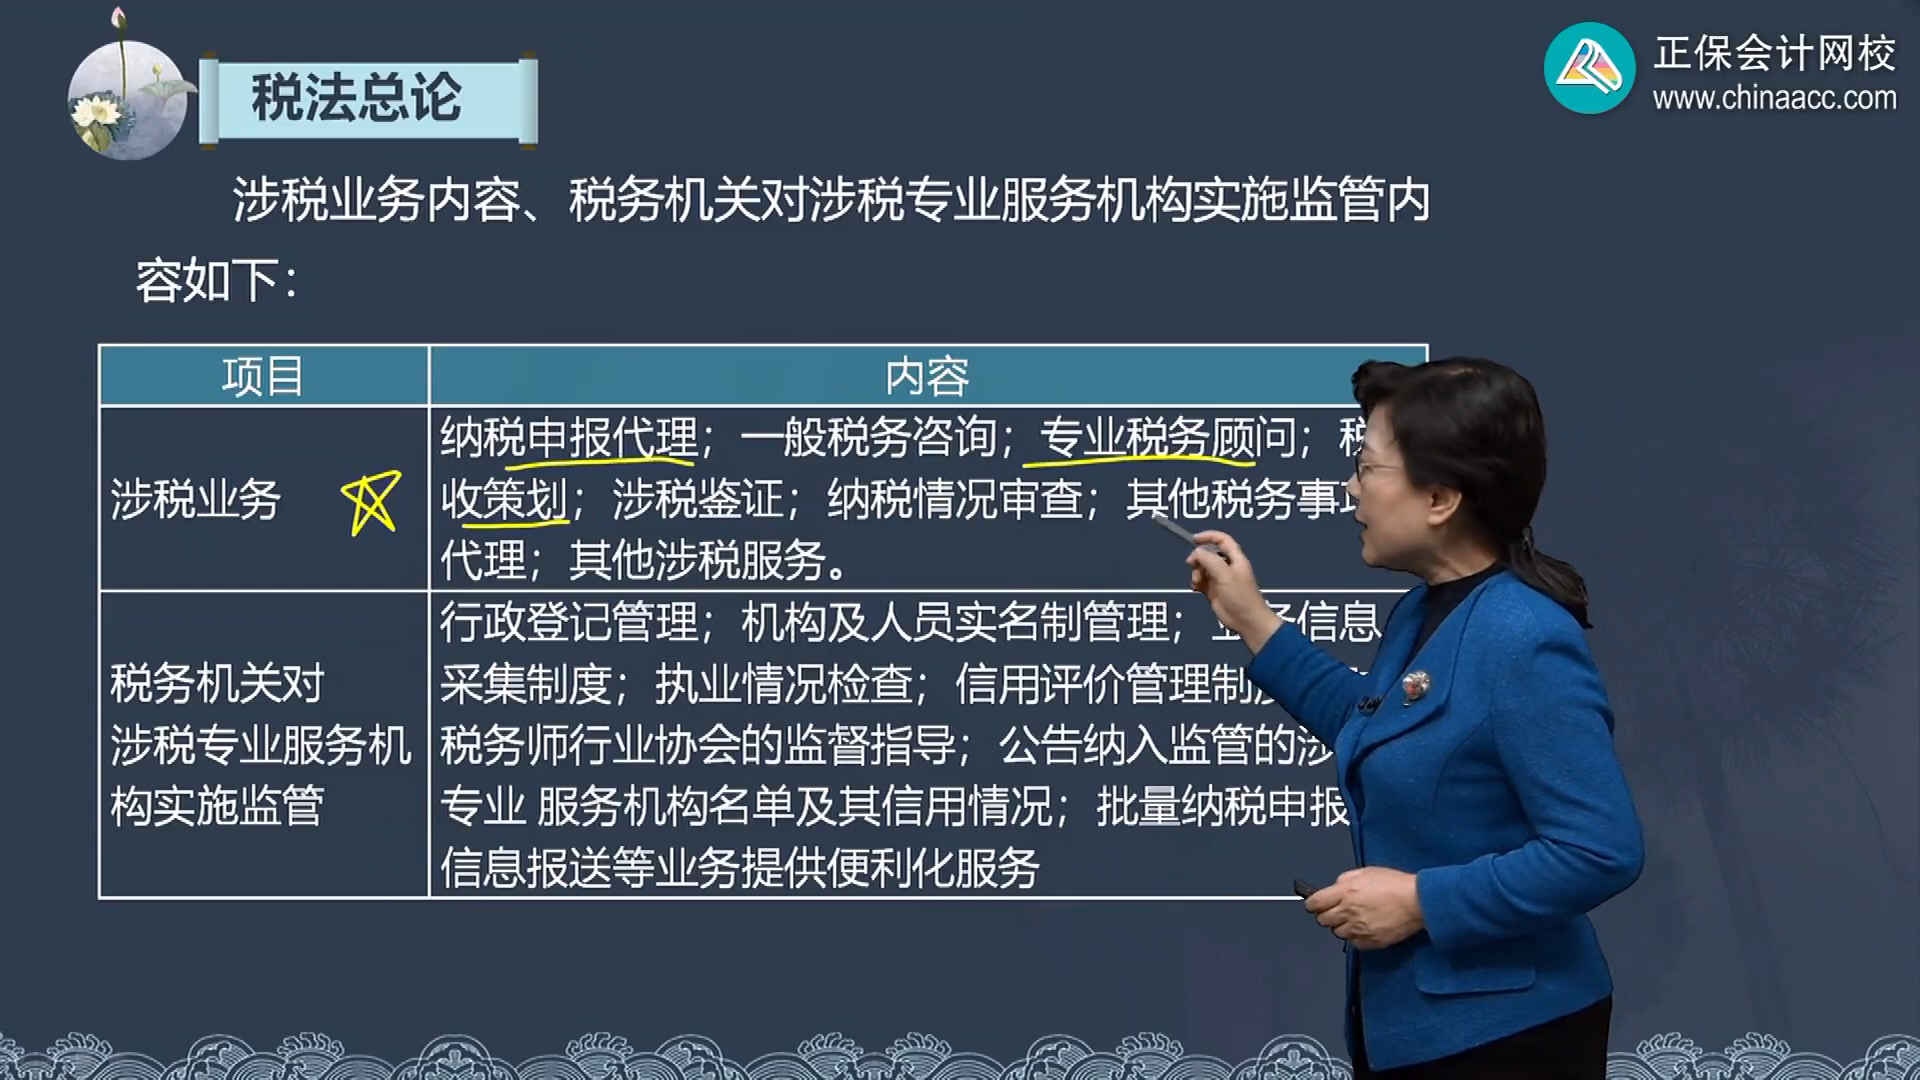 税法总论
正保会计网校
www.chinaacc.com
涉税业务内容、税务机关对涉税专业服务机构实施监管内
容如下：
项目
内容
涉税业务
纳税申报代理；一般税务咨询；专业税务顾问；税
收策划；涉税鉴证；纳税情况审查；其他税务事项
代理；其他涉税服务。
税务机关对
涉税专业服务机
构实施监管
行政登记管理；机构及人员实名制管理；业务信息
采集制度；执业情况检查；信用评价管理制度
税务师行业协会的监督指导；公告纳入监管的涉
专业 服务机构名单及其信用情况；批量纳税申报
信息报送等业务提供便利化服务